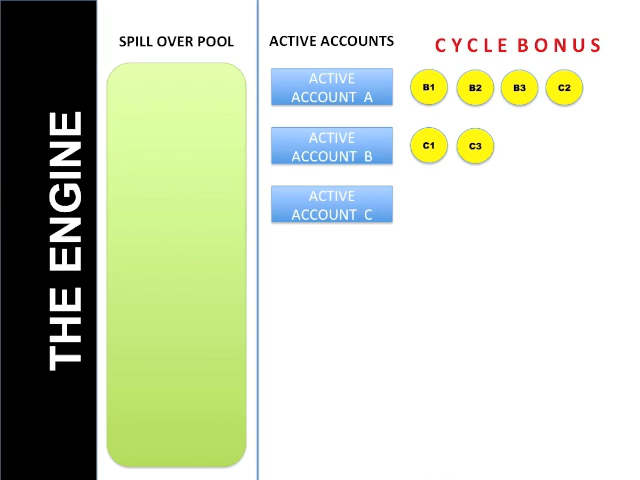 THE ENGINE
SPILL OVER POOL
ACTIVE ACCOUNTS
CYCLE BONUS
ACTIVE
ACCOUNT A
B1 B2 B3 C2
ACTIVE
ACCOUNT B
C1 C3
ACTIVE
ACCOUNT C